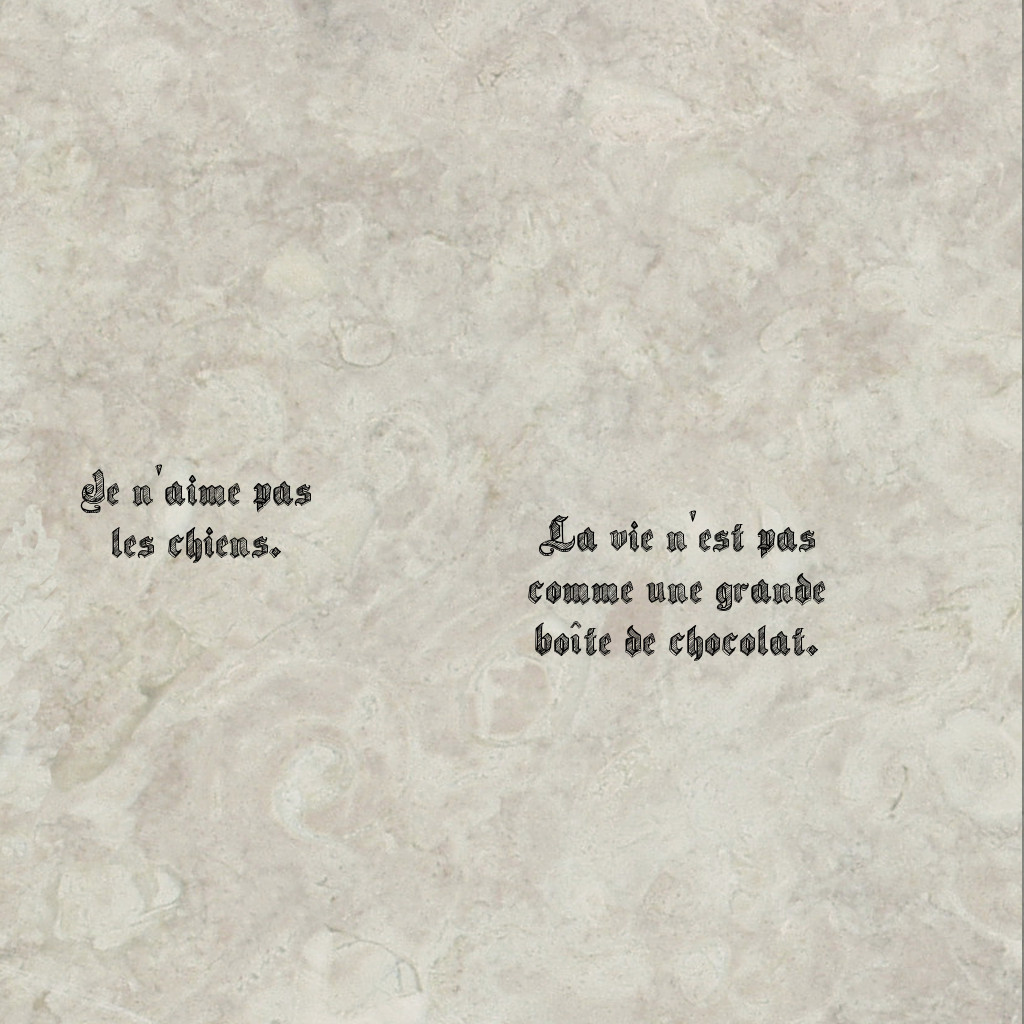 Je n'aime pas
les chiens.
La vie n'est pas
comme une grande
boîte de chocolat.